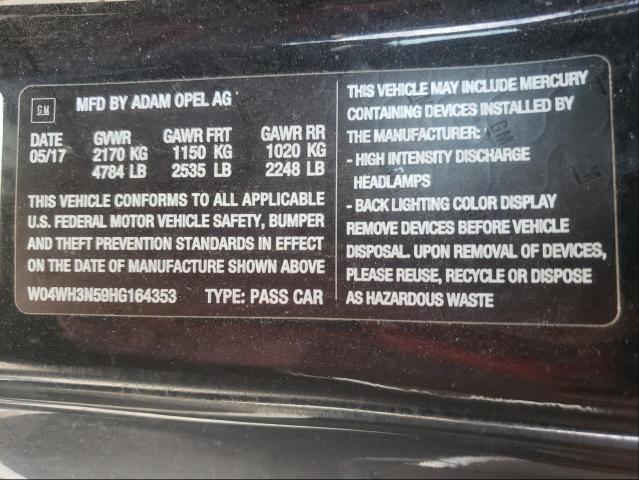 GM
MFD BY ADAM OPEL AG
DATE GVWR GAWR FRT GAWR RR
05/17 2170 KG 1150 KG 1020 KG
4784 LB 2535 LB 2248 LB
THIS VEHICLE CONFORMS TO ALL APPLICABLE
U.S. FEDERAL MOTOR VEHICLE SAFETY, BUMPER
AND THEFT PREVENTION STANDARDS IN EFFECT
ON THE DATE OF MANUFACTURE SHOWN ABOVE
W04WH3N59HG164353 TYPE: PASS CAR
THIS VEHICLE MAY INCLUDE MERCURY
CONTAINING DEVICES INSTALLED BY
THE MANUFACTURER:
- HIGH INTENSITY DISCHARGE
HEADLAMPS
- BACK LIGHTING COLOR DISPLAY
REMOVE DEVICES BEFORE VEHICLE
DISPOSAL. UPON REMOVAL OF DEVICES,
PLEASE REUSE, RECYCLE OR DISPOSE
AS HAZARDOUS WASTE